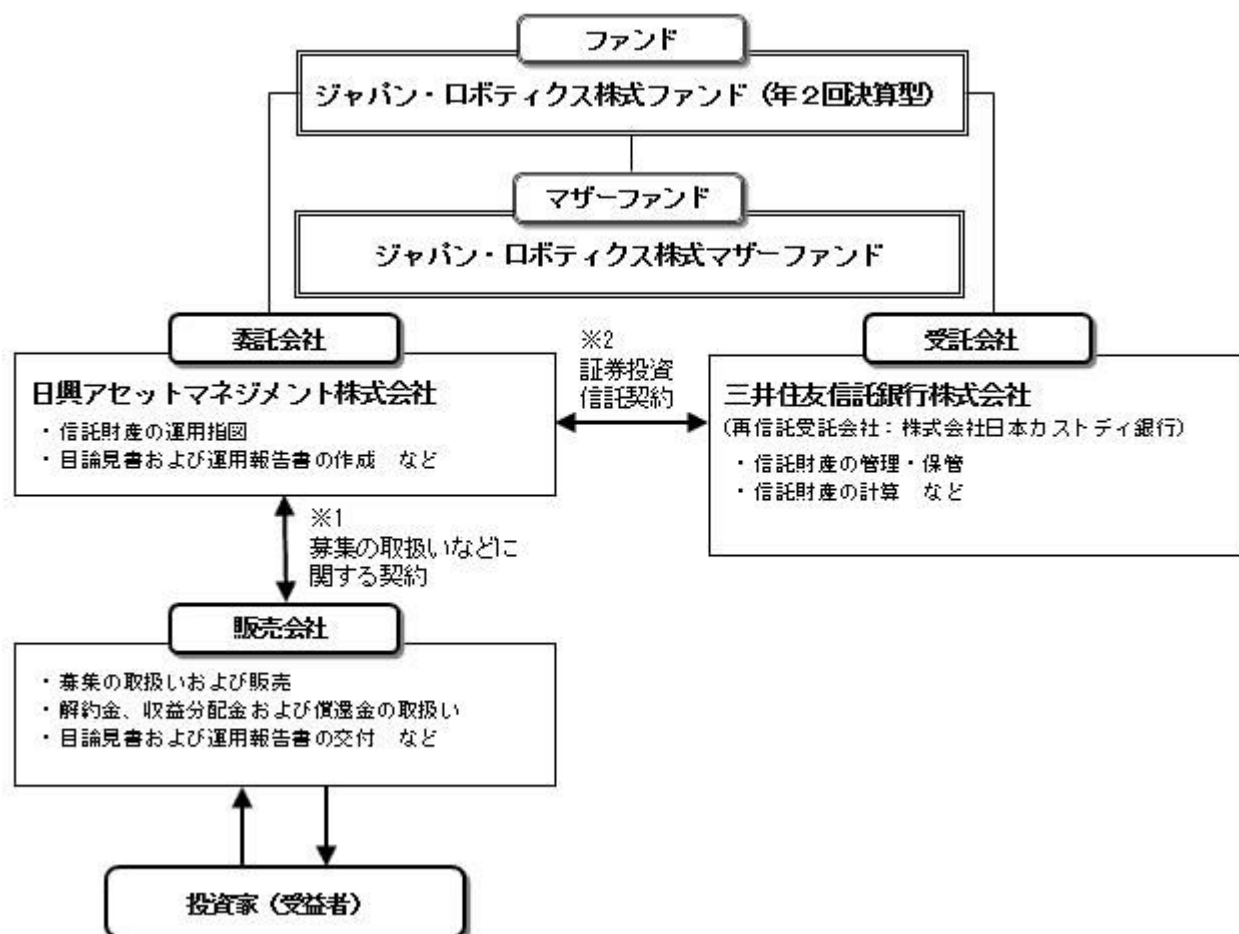 ファンド
ジャパン・ロボティクス株式ファンド（年２回決算型）
マザーファンド
ジャパン・ロボティクス株式マザーファンド
委託会社
日興アセットマネジメント株式会社
・信託財産の運用指図
・目論見書および運用報告書の作成　など
※2
証券投資
信託契約
受託会社
三井住友信託銀行株式会社
（再信託受託会社：株式会社日本カストディ銀行）
・信託財産の管理・保管
・信託財産の計算　など
※1
募集の取扱いなどに
関する契約
販売会社
・募集の取扱いおよび販売
・解約金、収益分配金および償還金の取扱い
・目論見書および運用報告書の交付　など
投資家（受益者）